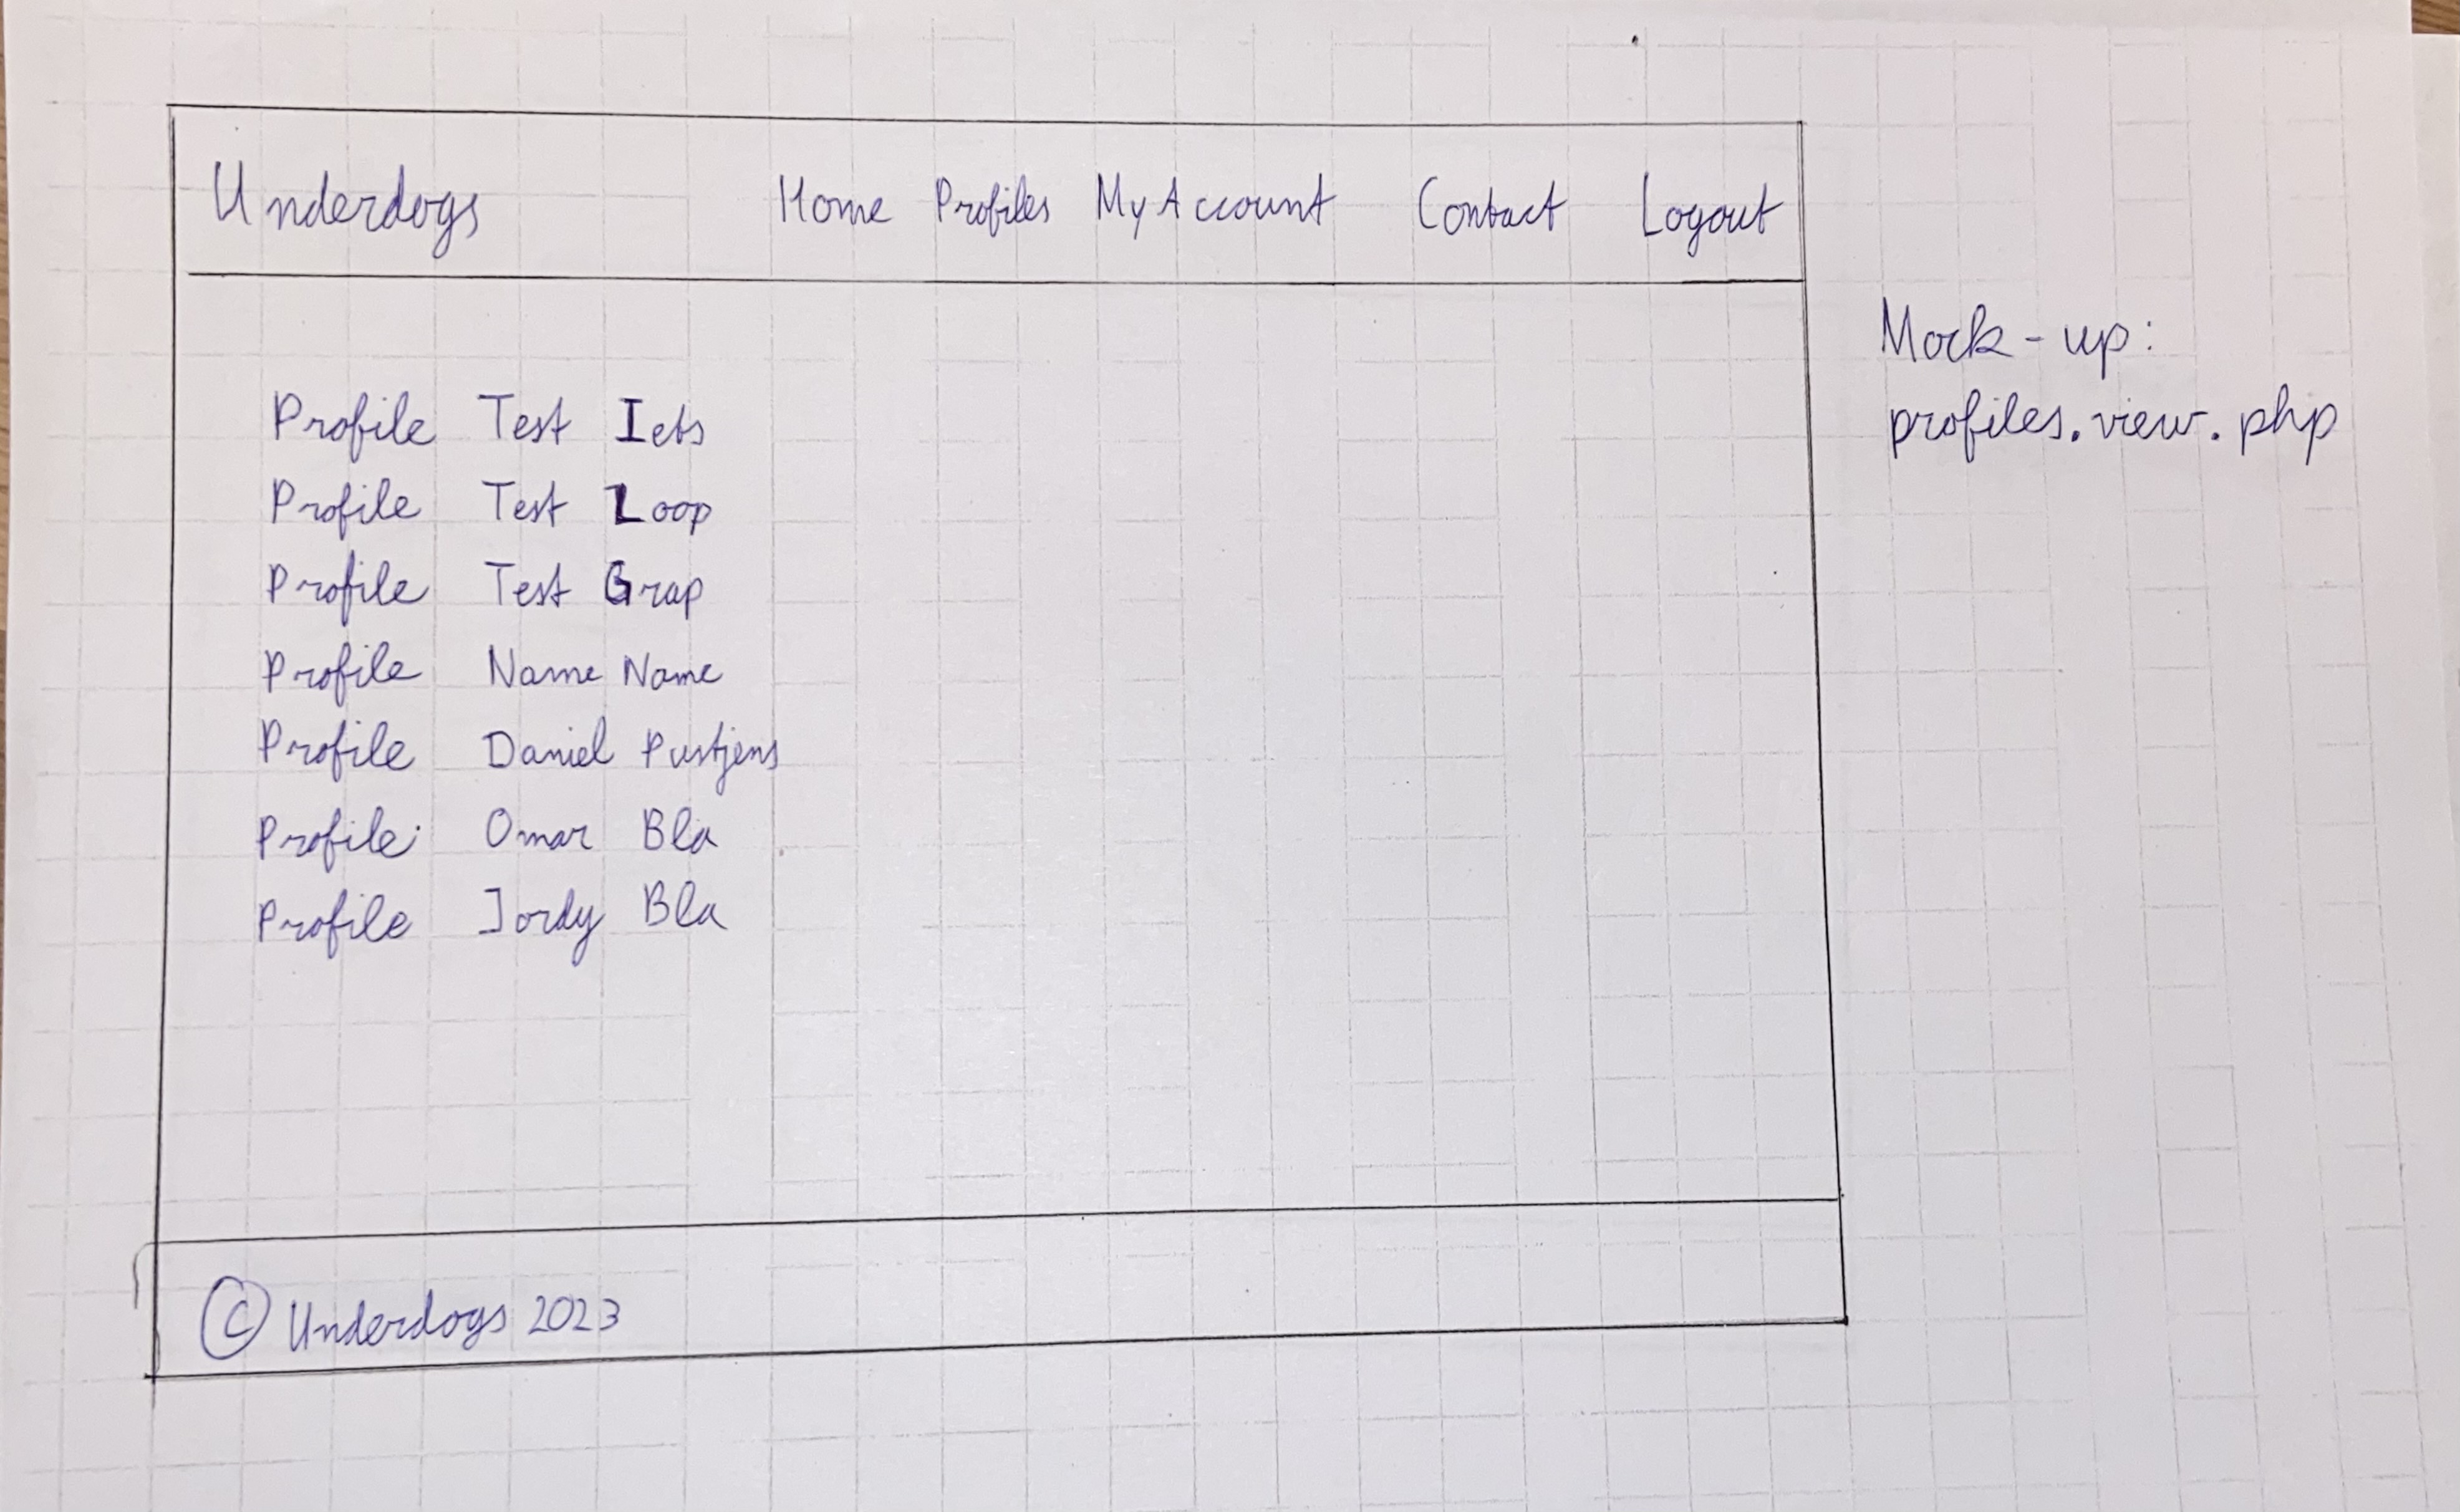 Underdogs Home Profiles My Account Contact Logout
Mock-up:
profiles.view.php
Profile Test Iets
Profile Test Loop
Profile Test Grap
Profile Name Name
Profile Daniel Pustjens
Profile Omar Bla
Profile Jordy Bla
© Underdogs 2023